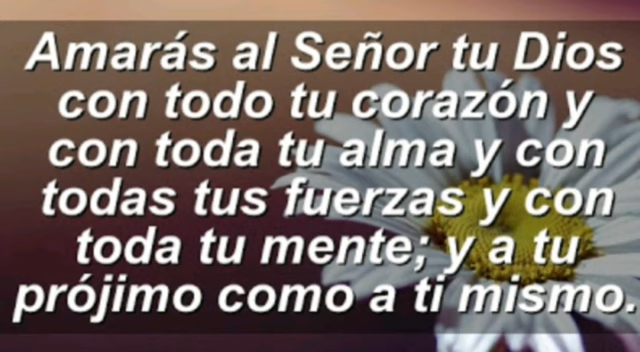 Amarás al Señor tu Dios
con todo tu corazón y
con toda tu alma y con
todas tus fuerzas y con
toda tu mente; y a tu
prójimo como a ti mismo.